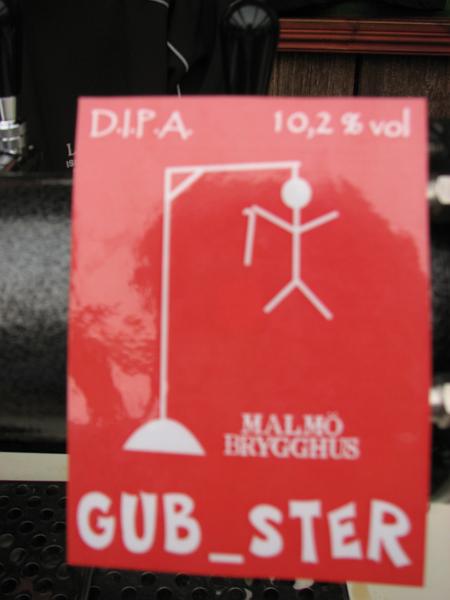 D.I.P.A. 10,2 % vol
MALMÖ
BRYGGHUS
GUB_STER